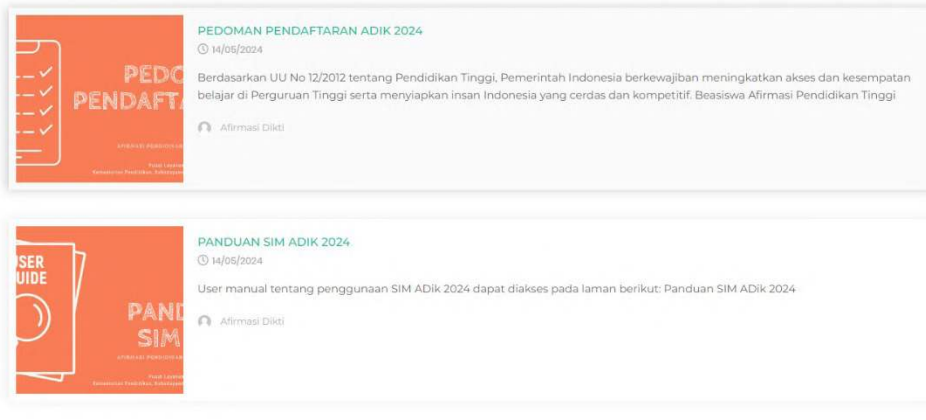 PEDOMAN PENDAFTARAN ADIK 2024
14/05/2024
Berdasarkan UU No 12/2012 tentang Pendidikan Tinggi, Pemerintah Indonesia berkewajiban meningkatkan akses dan kesempatan
belajar di Perguruan Tinggi serta menyiapkan insan Indonesia yang cerdas dan kompetitif. Beasiswa Afirmasi Pendidikan Tinggi
Afirmasi Dikti
PEDO
PENDAFTA
PANDUAN SIM ADIK 2024
14/05/2024
User manual tentang penggunaan SIM ADik 2024 dapat diakses pada laman berikut: Panduan SIM ADik 2024
Afirmasi Dikti
USER
GUIDE
PAND
SIM